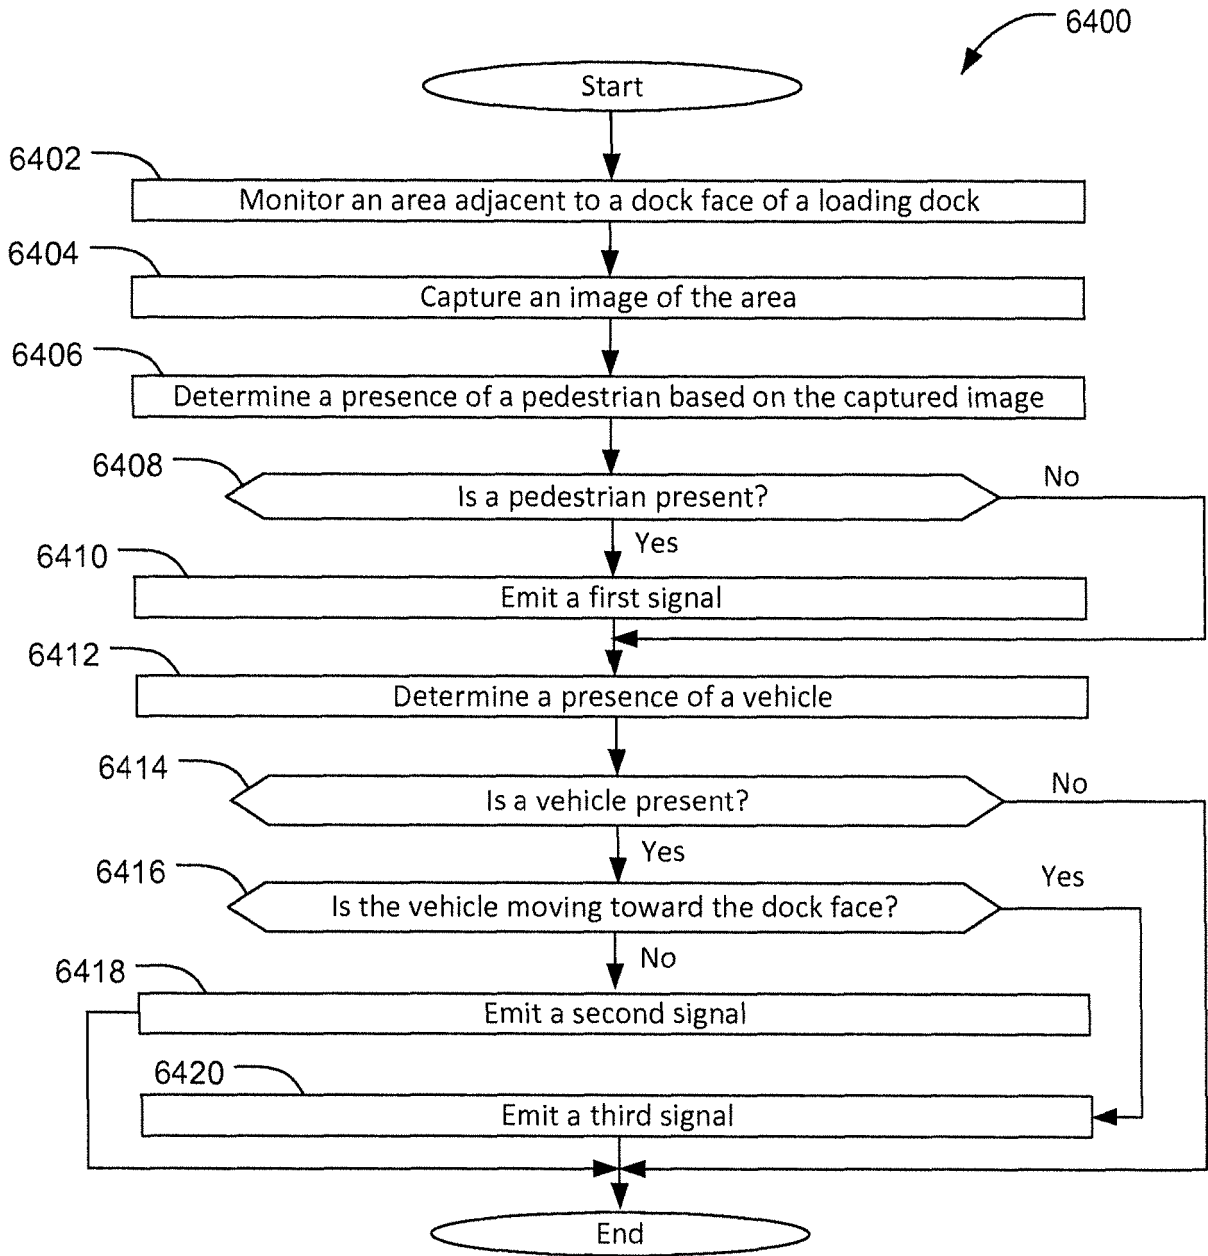 6400
Start
6402
Monitor an area adjacent to a dock face of a loading dock
6404
Capture an image of the area
6406
Determine a presence of a pedestrian based on the captured image
6408
Is a pedestrian present?
No
Yes
6410
Emit a first signal
6412
Determine a presence of a vehicle
6414
Is a vehicle present?
No
Yes
6416
Is the vehicle moving toward the dock face?
Yes
No
6418
Emit a second signal
6420
Emit a third signal
End